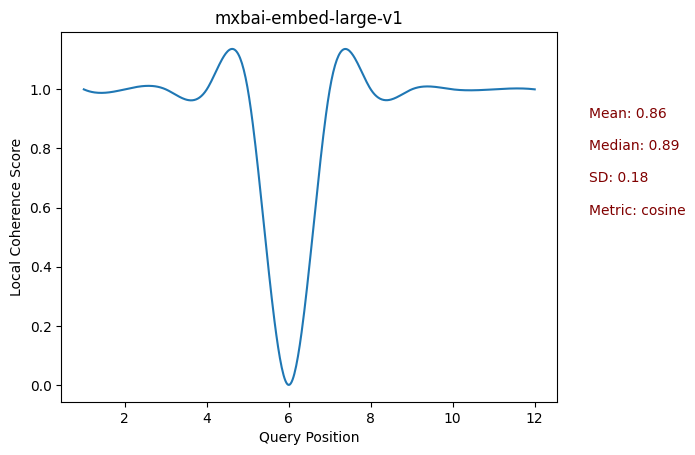 mxbai-embed-large-v1
Local Coherence Score
1.0
0.8
0.6
0.4
0.2
0.0
2 4 6 8 10 12
Query Position
Mean: 0.86
Median: 0.89
SD: 0.18
Metric: cosine